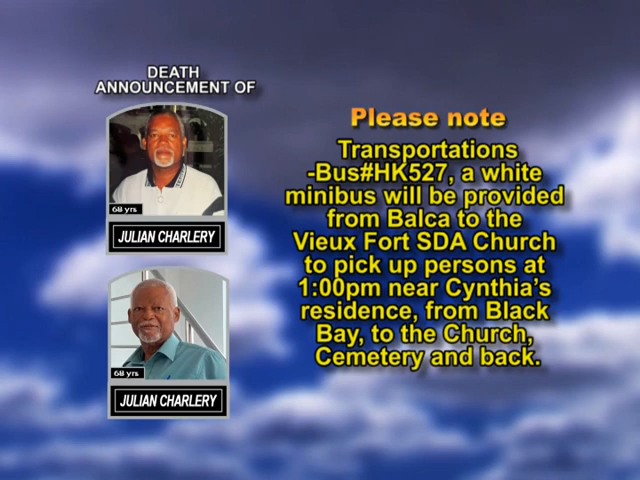 DEATH
ANNOUNCEMENT OF
68 yrs
JULIAN CHARLERY
68 yrs
JULIAN CHARLERY
Please note
Transportations
-Bus#HK527, a white
minibus will be provided
from Balca to the
Vieux Fort SDA Church
to pick up persons at
1:00pm near Cynthia's
residence, from Black
Bay, to the Church,
Cemetery and back.